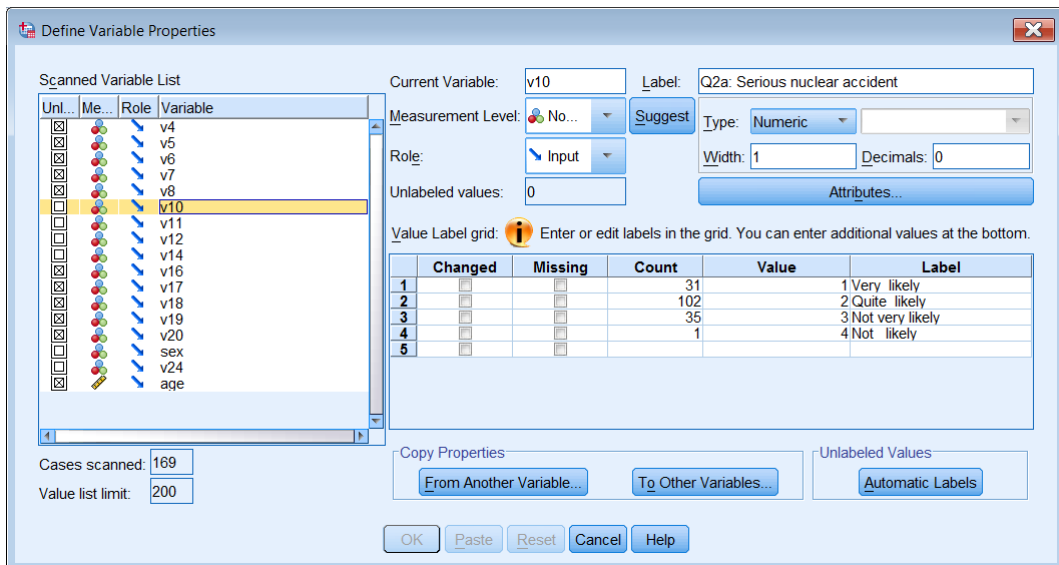 Define Variable Properties
Scanned Variable List
Unl... Me... Role Variable
v4
v5
v6
v7
v8
v10
v11
v12
v14
v16
v17
v18
v19
v20
sex
v24
age
Cases scanned: 169
Value list limit: 200
Current Variable: v10 Label: Q2a: Serious nuclear accident
Measurement Level: No... Suggest Type: Numeric
Role: Input Width: 1 Decimals: 0
Unlabeled values: 0 Attributes...
Value Label grid: Enter or edit labels in the grid. You can enter additional values at the bottom.
Changed Missing Count Value Label
1 31 1 Very likely
2 102 2 Quite likely
3 35 3 Not very likely
4 1 4 Not likely
5
Copy Properties Unlabeled Values
From Another Variable... To Other Variables... Automatic Labels
OK Paste Reset Cancel Help